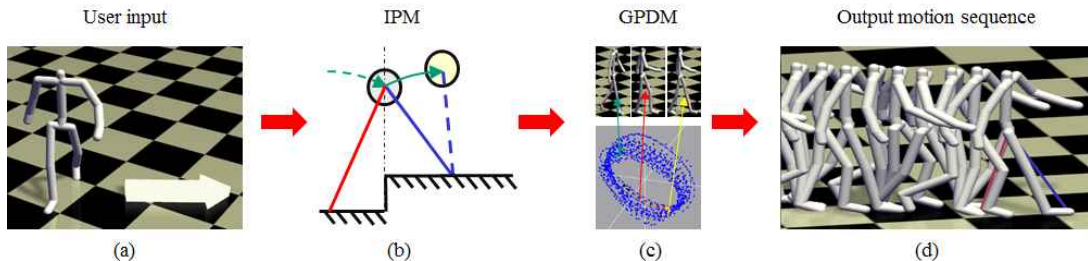 User input
IPM
GPDM
Output motion sequence
(a)
(b)
(c)
(d)